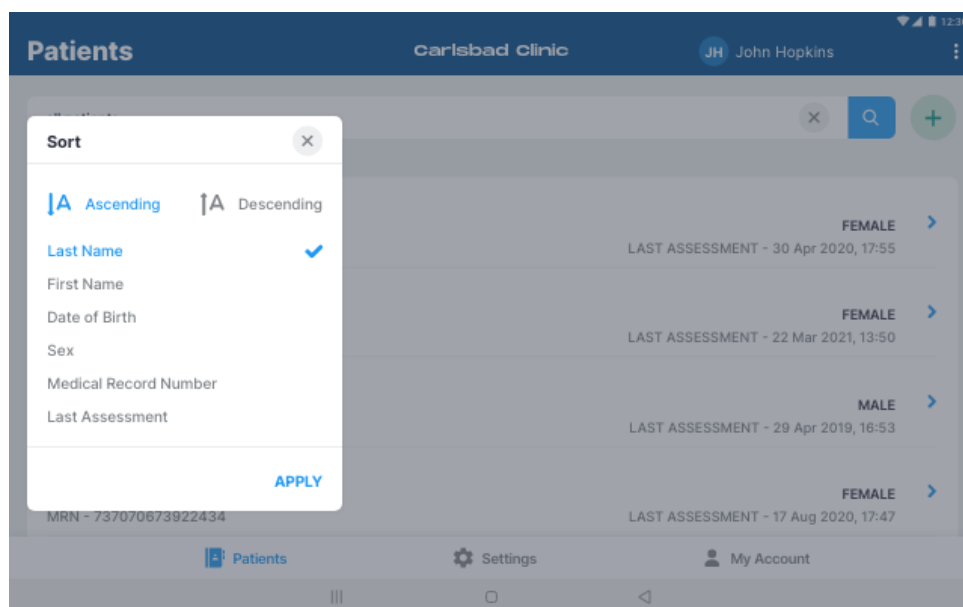 12:30
Patients
Carlsbad Clinic
JH John Hopkins
Sort
A Ascending
A Descending
Last Name
First Name
Date of Birth
Sex
Medical Record Number
Last Assessment
APPLY
FEMALE
LAST ASSESSMENT - 30 Apr 2020, 17:55
FEMALE
LAST ASSESSMENT - 22 Mar 2021, 13:50
MALE
LAST ASSESSMENT - 29 Apr 2019, 16:53
FEMALE
MRN - 737070673922434
LAST ASSESSMENT - 17 Aug 2020, 17:47
Patients
Settings
My Account